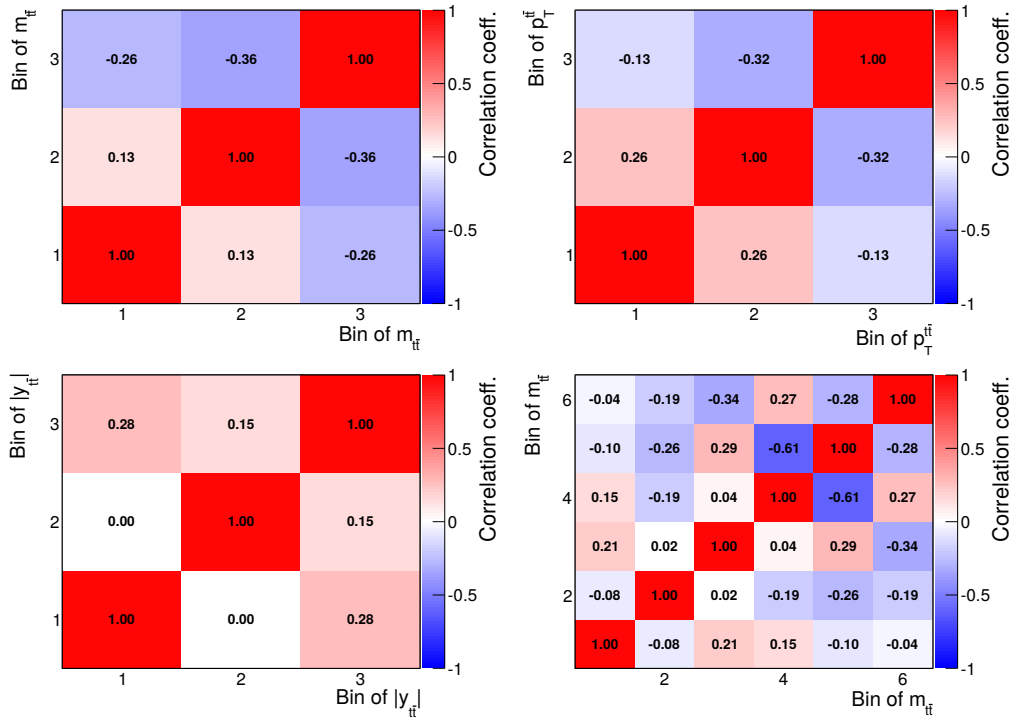 Bin of m_tt̄
3 -0.26 -0.36 1.00
2 0.13 1.00 -0.36
1 1.00 0.13 -0.26
1 2 3
Bin of m_tt̄
1
0.5
0
-0.5
-1
Correlation coeff.
Bin of p_T^tt̄
3 -0.13 -0.32 1.00
2 0.26 1.00 -0.32
1 1.00 0.26 -0.13
1 2 3
Bin of p_T^tt̄
1
0.5
0
-0.5
-1
Correlation coeff.
Bin of |y_tt̄|
3 0.28 0.15 1.00
2 0.00 1.00 0.15
1 1.00 0.00 0.28
1 2 3
Bin of |y_tt̄|
1
0.5
0
-0.5
-1
Correlation coeff.
Bin of m_tt̄
6 -0.04 -0.19 -0.34 0.27 -0.28 1.00
-0.10 -0.26 0.29 -0.61 1.00 -0.28
4 0.15 -0.19 0.04 1.00 -0.61 0.27
0.21 0.02 1.00 0.04 0.29 -0.34
2 -0.08 1.00 0.02 -0.19 -0.26 -0.19
1.00 -0.08 0.21 0.15 -0.10 -0.04
2 4 6
Bin of m_tt̄
1
0.5
0
-0.5
-1
Correlation coeff.